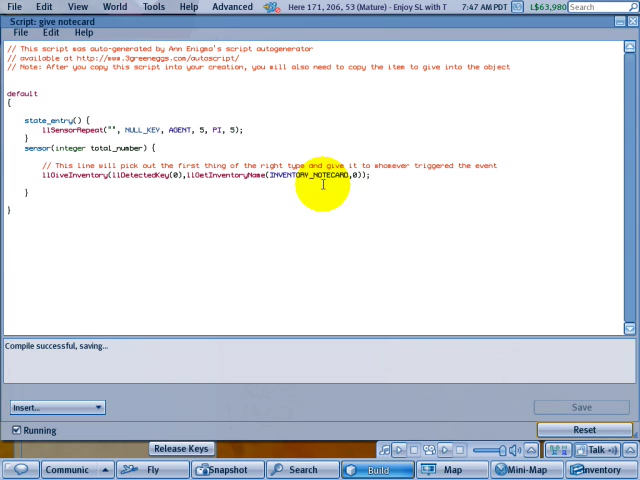 File Edit View World Tools Help Advanced Here 171, 206, 53 (Mature) - Enjoy SL with T 7:47 AM PDT L$63,980 Search
Script: give notecard
File Edit Help
// This script was auto-generated by Ann Enigma's script autogenerator
// available at http://www.3greeneggs.com/autoscript/
// Note: After you copy this script into your creation, you will also need to copy the item to give into the object
default
{
state_entry() {
llSensorRepeat("", NULL_KEY, AGENT, 5, PI, 5);
}
sensor(integer total_number) {
// This line will pick out the first thing of the right type and give it to whomever triggered the event
llGiveInventory(llDetectedKey(0),llGetInventoryName(INVENTORY_NOTECARD,0));
}
}
Compile successful, saving...
Insert... Save
Running Reset
Release Keys Talk
Communic Fly Snapshot Search Build Map Mini-Map Inventory